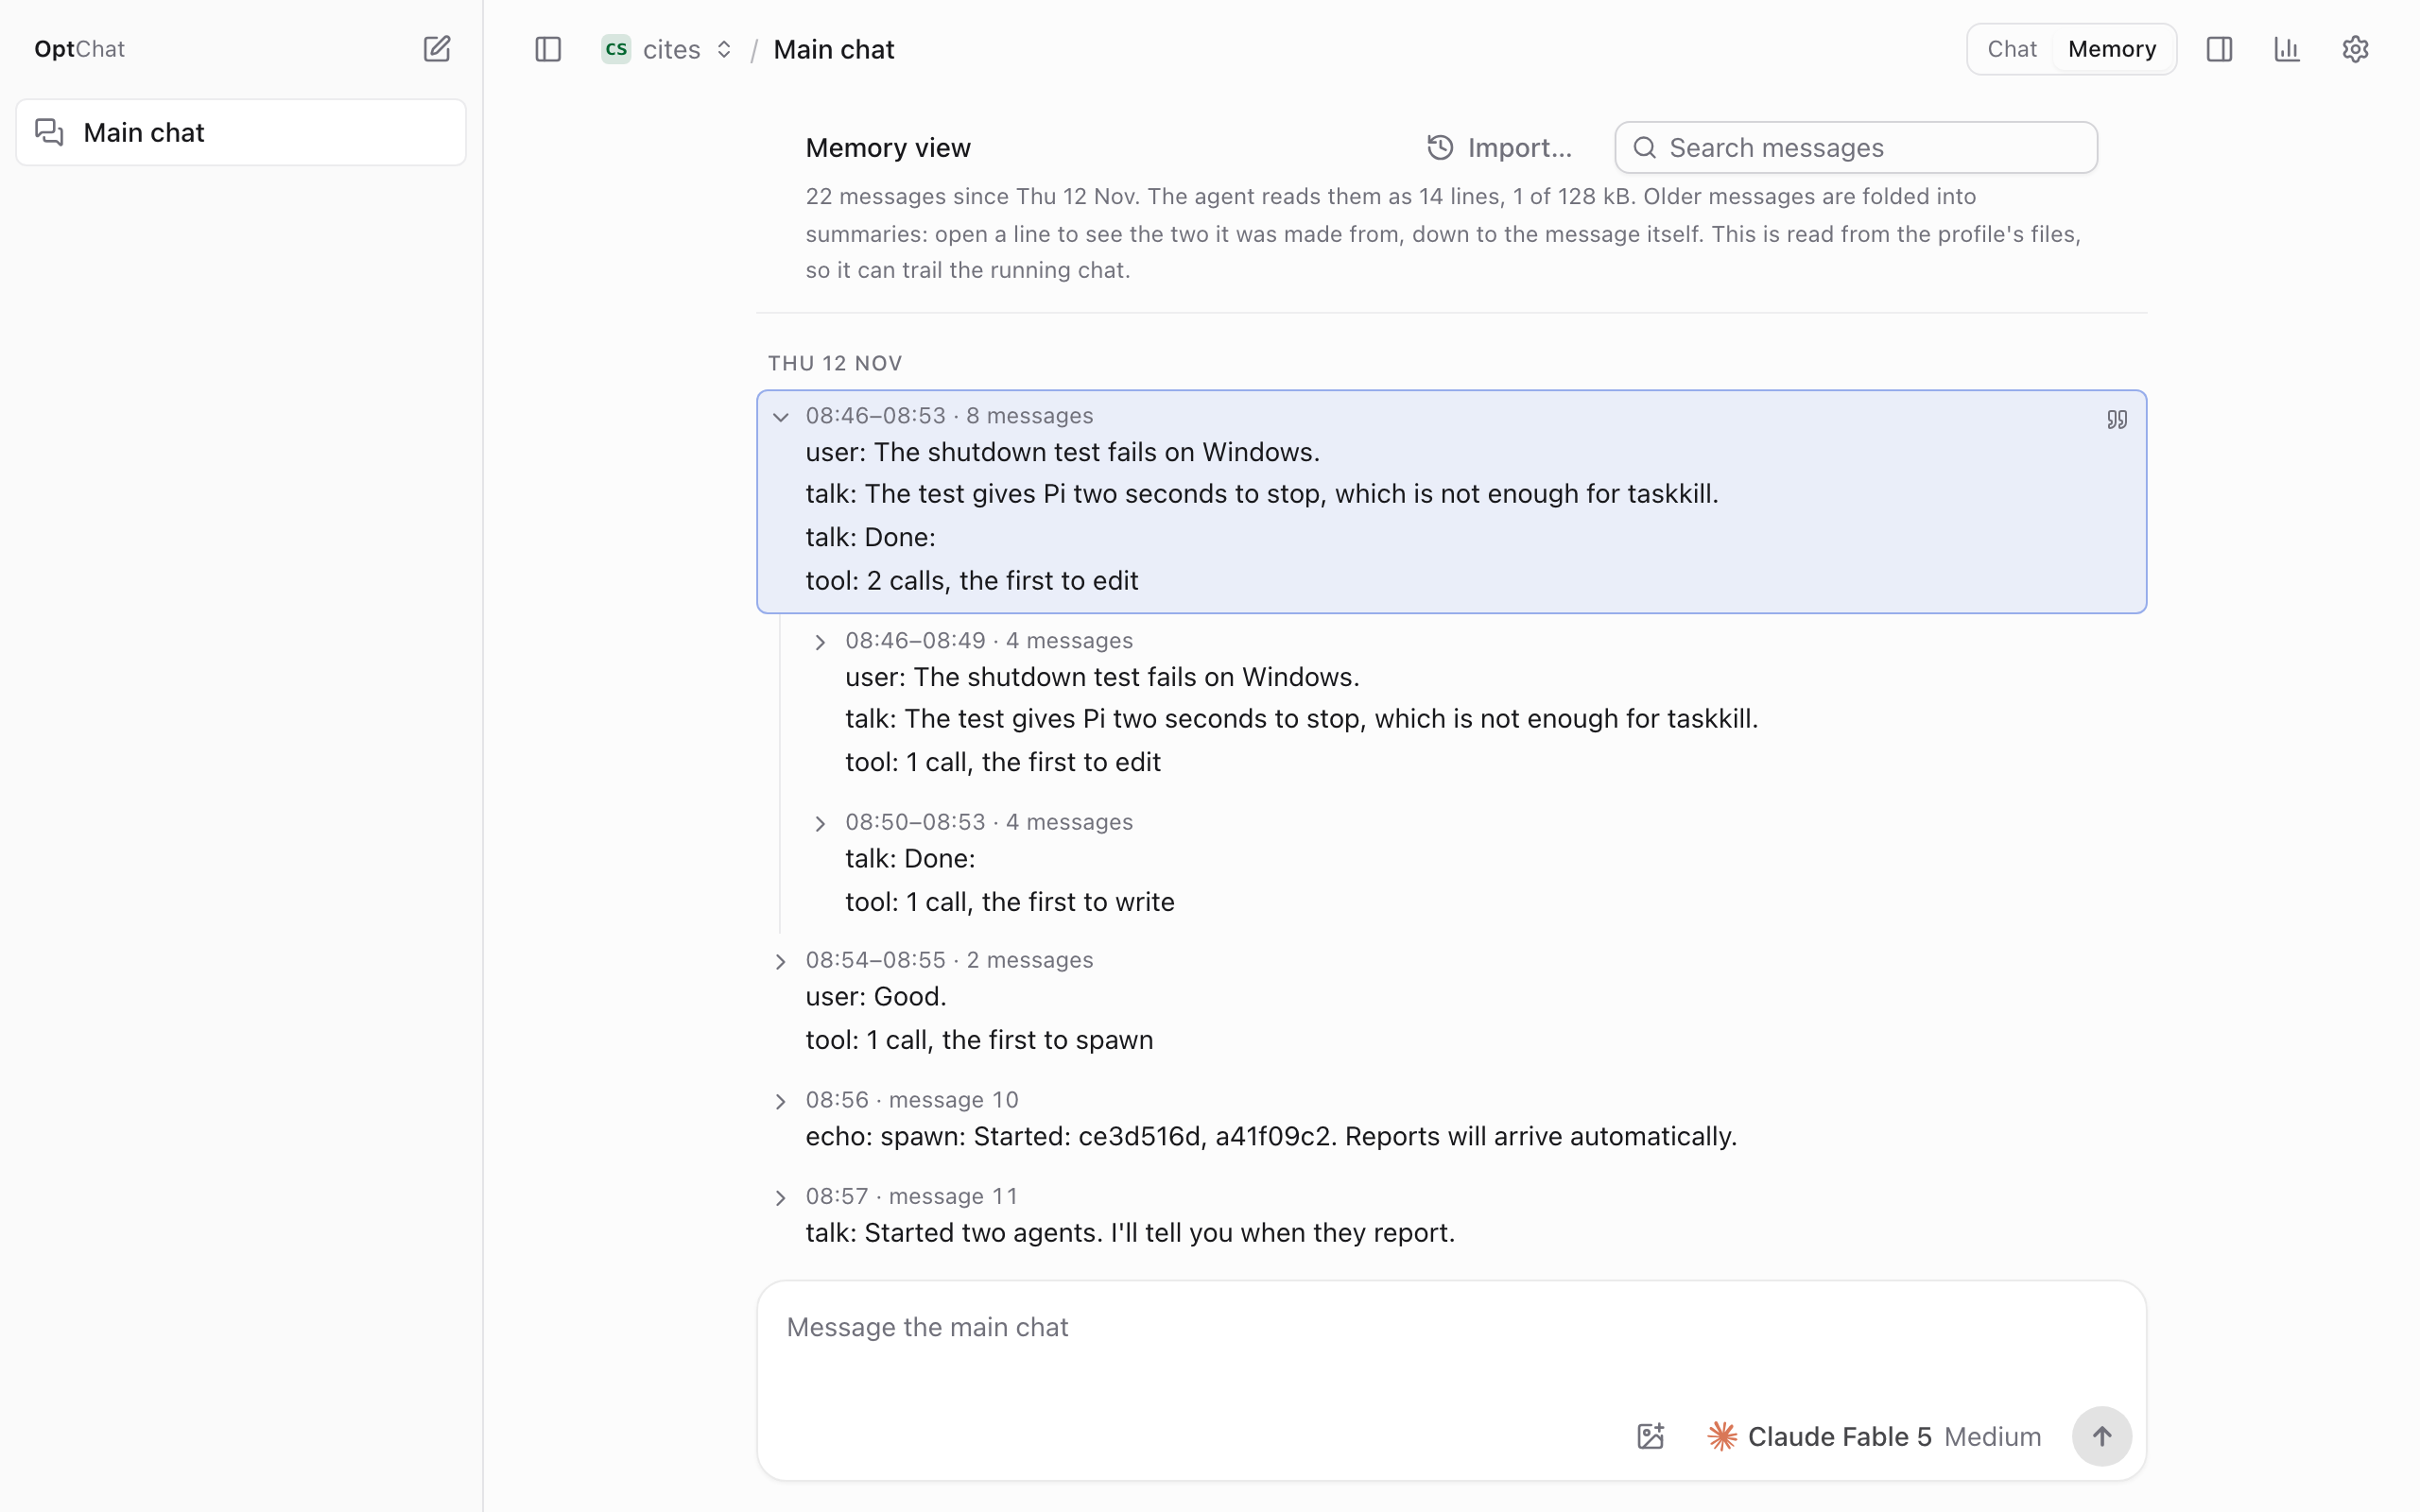 OptChat
Main chat
CS cites / Main chat
Chat Memory
Memory view
Import...
Search messages
22 messages since Thu 12 Nov. The agent reads them as 14 lines, 1 of 128 kB. Older messages are folded into
summaries: open a line to see the two it was made from, down to the message itself. This is read from the profile's files,
so it can trail the running chat.
THU 12 NOV
08:46–08:53 · 8 messages
user: The shutdown test fails on Windows.
talk: The test gives Pi two seconds to stop, which is not enough for taskkill.
talk: Done:
tool: 2 calls, the first to edit
08:46–08:49 · 4 messages
user: The shutdown test fails on Windows.
talk: The test gives Pi two seconds to stop, which is not enough for taskkill.
tool: 1 call, the first to edit
08:50–08:53 · 4 messages
talk: Done:
tool: 1 call, the first to write
08:54–08:55 · 2 messages
user: Good.
tool: 1 call, the first to spawn
08:56 · message 10
echo: spawn: Started: ce3d516d, a41f09c2. Reports will arrive automatically.
08:57 · message 11
talk: Started two agents. I'll tell you when they report.
Message the main chat
Claude Fable 5 Medium